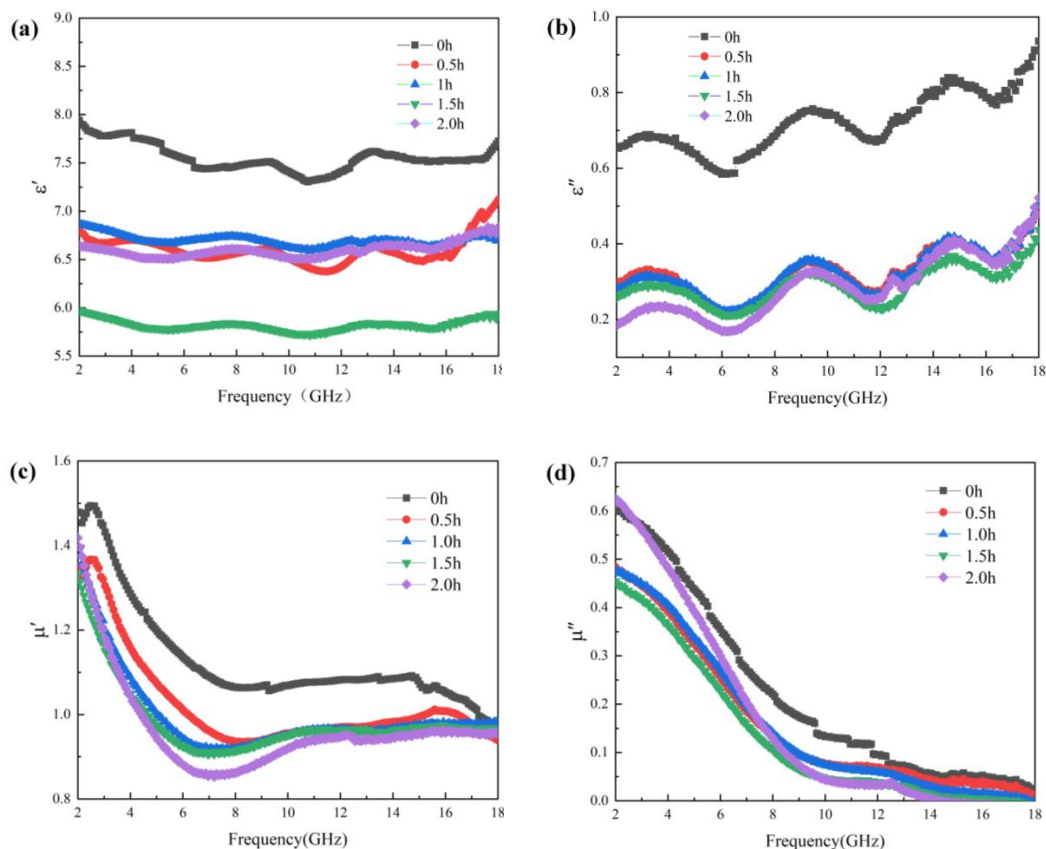 (a)
9.0
8.5
8.0
7.5
7.0
6.5
6.0
5.5
ε′
0h
0.5h
1h
1.5h
2.0h
2 4 6 8 10 12 14 16 18
Frequency（GHz）
(b)
1.0
0.8
0.6
0.4
0.2
ε″
0h
0.5h
1h
1.5h
2.0h
2 4 6 8 10 12 14 16 18
Frequency(GHz)
(c)
1.6
1.4
1.2
1.0
0.8
μ′
0h
0.5h
1.0h
1.5h
2.0h
2 4 6 8 10 12 14 16 18
Frequency(GHz)
(d)
0.7
0.6
0.5
0.4
0.3
0.2
0.1
0.0
μ″
0h
0.5h
1.0h
1.5h
2.0h
2 4 6 8 10 12 14 16 18
Frequency(GHz)